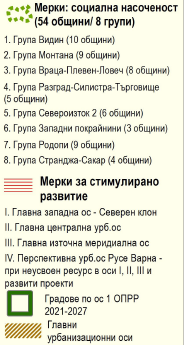 Мерки: социална насоченост
(54 общини/ 8 групи)
1. Група Видин (10 общини)
2. Група Монтана (9 общини)
3. Група Враца-Плевен-Ловеч (8 общини)
4. Група Разград-Силистра-Търговище
(5 общини)
5. Група Североизток 2 (6 общини)
6. Група Западни покрайнини (3 общини)
7. Група Родопи (9 общини)
8. Група Странджа-Сакар (4 общини)
Мерки за стимулирано
развитие
I. Главна западна ос - Северен клон
II. Главна централна урб.ос
III. Главна източна меридиална ос
IV. Перспективна урб.ос Русе Варна -
при неусвоен ресурс в оси I, II, III и
развити проекти
Градове по ос 1 ОПРР
2021-2027
Главни
урбанизационни оси